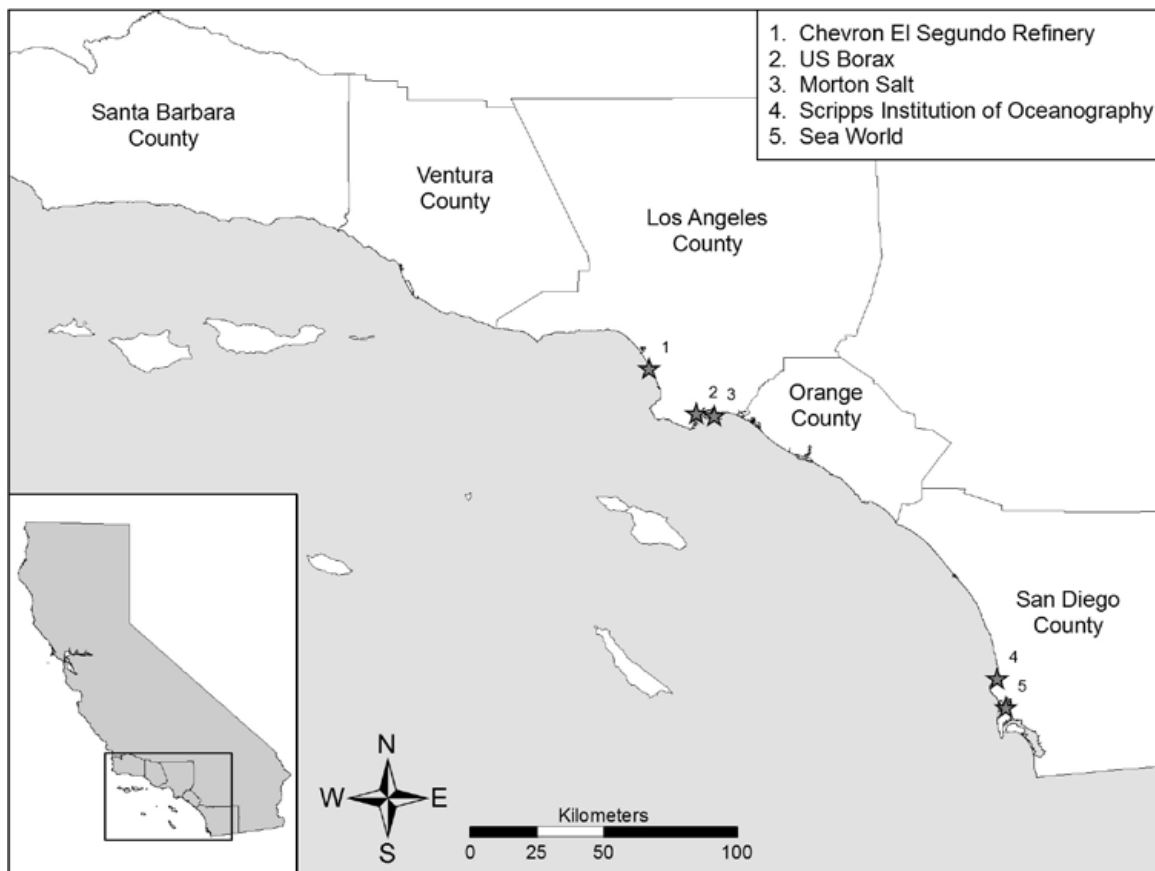 1. Chevron El Segundo Refinery
2. US Borax
3. Morton Salt
4. Scripps Institution of Oceanography
5. Sea World
Santa Barbara
County
Ventura
County
Los Angeles
County
1
2 3
Orange
County
San Diego
County
4
5
N
W E
S
Kilometers
0 25 50 100